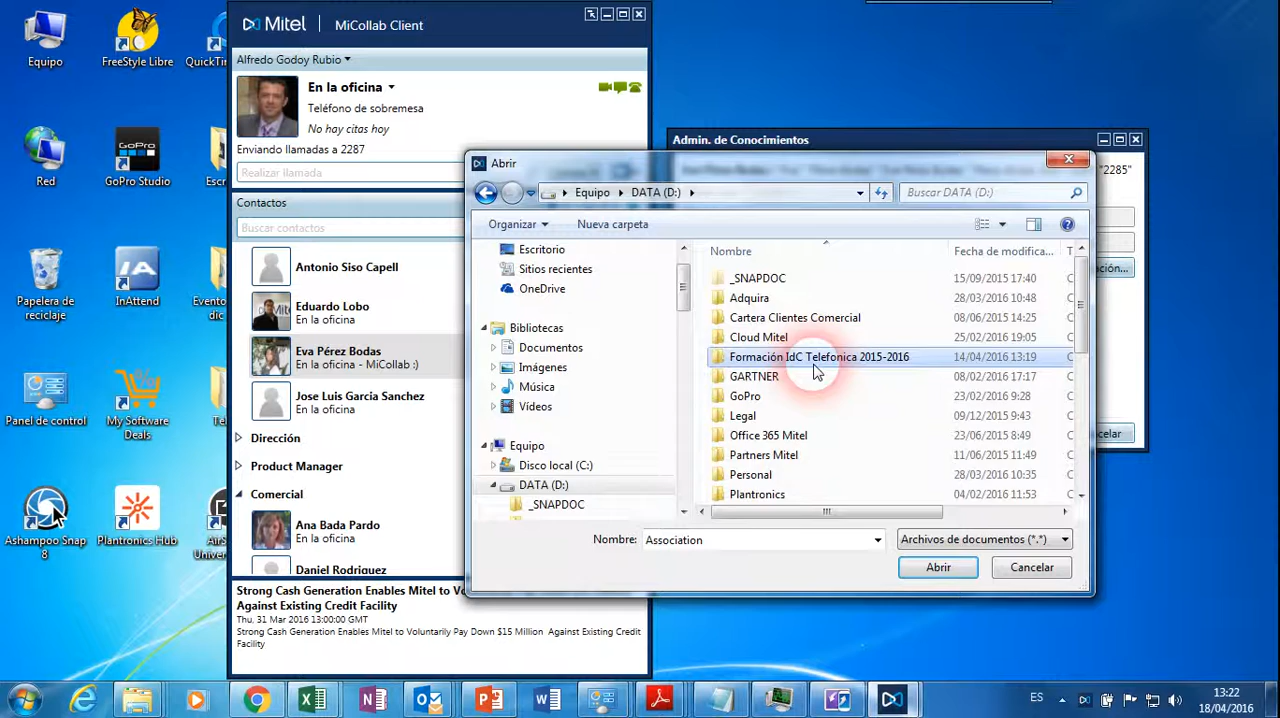 Equipo
FreeStyle Libre
QuickTi
Red
GoPro Studio
Escr
Papelera de
reciclaje
InAttend
Evento
dic
Panel de control
My Software
Deals
Te
Ashampoo Snap
8
Plantronics Hub
AirS
Univer
Mitel
MiCollab Client
Alfredo Godoy Rubio
En la oficina
Teléfono de sobremesa
No hay citas hoy
Enviando llamadas a 2287
Realizar llamada
Contactos
Buscar contactos
Antonio Siso Capell
Eduardo Lobo
En la oficina
Eva Pérez Bodas
En la oficina - MiCollab :)
Jose Luis Garcia Sanchez
En la oficina
Dirección
Product Manager
Comercial
Ana Bada Pardo
En la oficina
Daniel Rodriguez
Strong Cash Generation Enables Mitel to Vo
Against Existing Credit Facility
Thu, 31 Mar 2016 13:00:00 GMT
Strong Cash Generation Enables Mitel to Voluntarily Pay Down $15 Million Against Existing Credit
Facility
Admin. de Conocimientos
"2285"
ación...
celar
Abrir
Equipo
DATA (D:)
Buscar DATA (D:)
Organizar
Nueva carpeta
Escritorio
Sitios recientes
OneDrive
Bibliotecas
Documentos
Imágenes
Música
Vídeos
Equipo
Disco local (C:)
DATA (D:)
_SNAPDOC
Nombre
Fecha de modifica...
T
_SNAPDOC 15/09/2015 17:40 C
Adquira 28/03/2016 10:48 C
Cartera Clientes Comercial 08/06/2015 14:25 C
Cloud Mitel 25/02/2016 19:05 C
Formación IdC Telefonica 2015-2016 14/04/2016 13:19 C
GARTNER 08/02/2016 17:17 C
GoPro 23/02/2016 9:28 C
Legal 09/12/2015 9:43 C
Office 365 Mitel 23/06/2015 8:49 C
Partners Mitel 11/06/2015 11:49 C
Personal 28/03/2016 10:35 C
Plantronics 04/02/2016 11:53 C
Nombre:
Association
Archivos de documentos (*.*)
Abrir
Cancelar
ES
13:22
18/04/2016